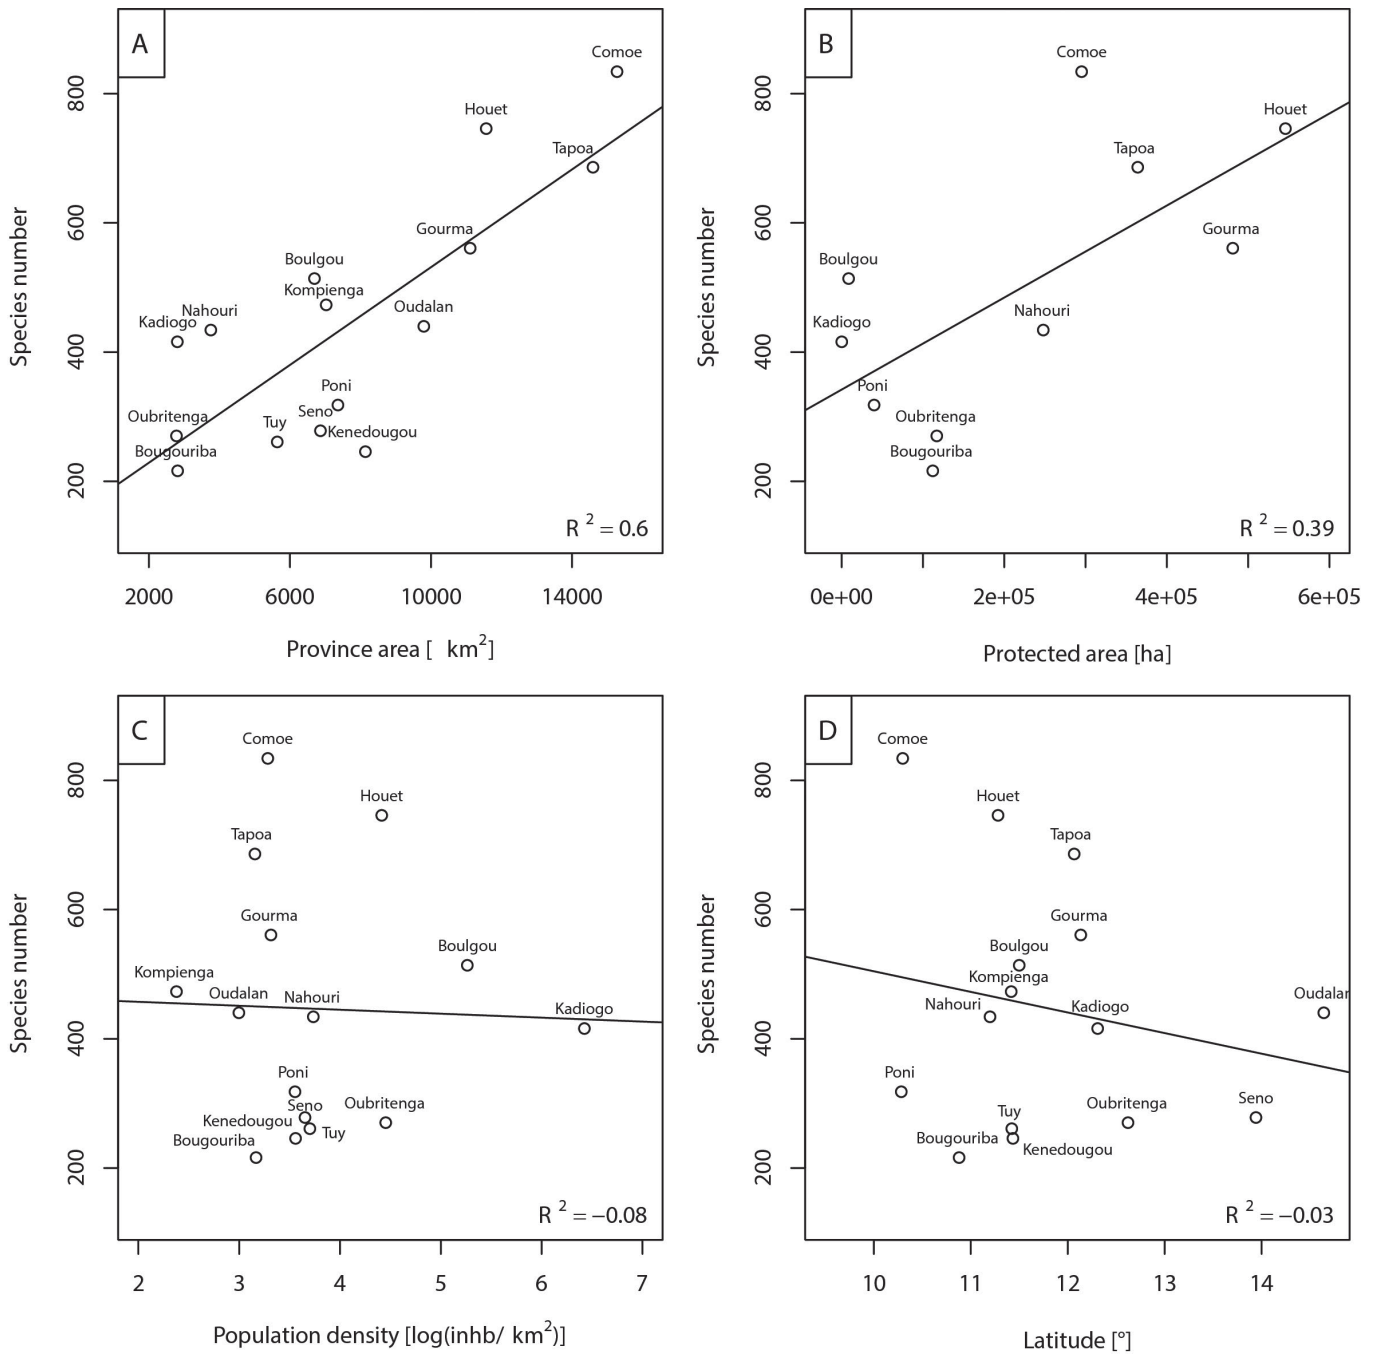 A
Comoe
Houet
Tapoa
Gourma
Boulgou
Kompienga
Oudalan
Nahouri
Kadiogo
Poni
Seno
Oubritenga
Tuy
Kenedougou
Bougouriba
R 2 = 0.6
800
600
400
200
Species number
2000 6000 10000 14000
Province area [ km2]
B
Comoe
Houet
Tapoa
Gourma
Boulgou
Nahouri
Kadiogo
Poni
Oubritenga
Bougouriba
R 2 = 0.39
800
600
400
200
Species number
0e+00 2e+05 4e+05 6e+05
Protected area [ha]
C
Comoe
Houet
Tapoa
Gourma
Boulgou
Kompienga
Oudalan
Nahouri
Kadiogo
Poni
Seno
Oubritenga
Kenedougou
Tuy
Bougouriba
R 2 = −0.08
800
600
400
200
Species number
2 3 4 5 6 7
Population density [log(inhb/ km2)]
D
Comoe
Houet
Tapoa
Gourma
Boulgou
Kompienga
Oudalan
Nahouri
Kadiogo
Poni
Seno
Oubritenga
Tuy
Bougouriba
Kenedougou
R 2 = −0.03
800
600
400
200
Species number
10 11 12 13 14
Latitude [°]